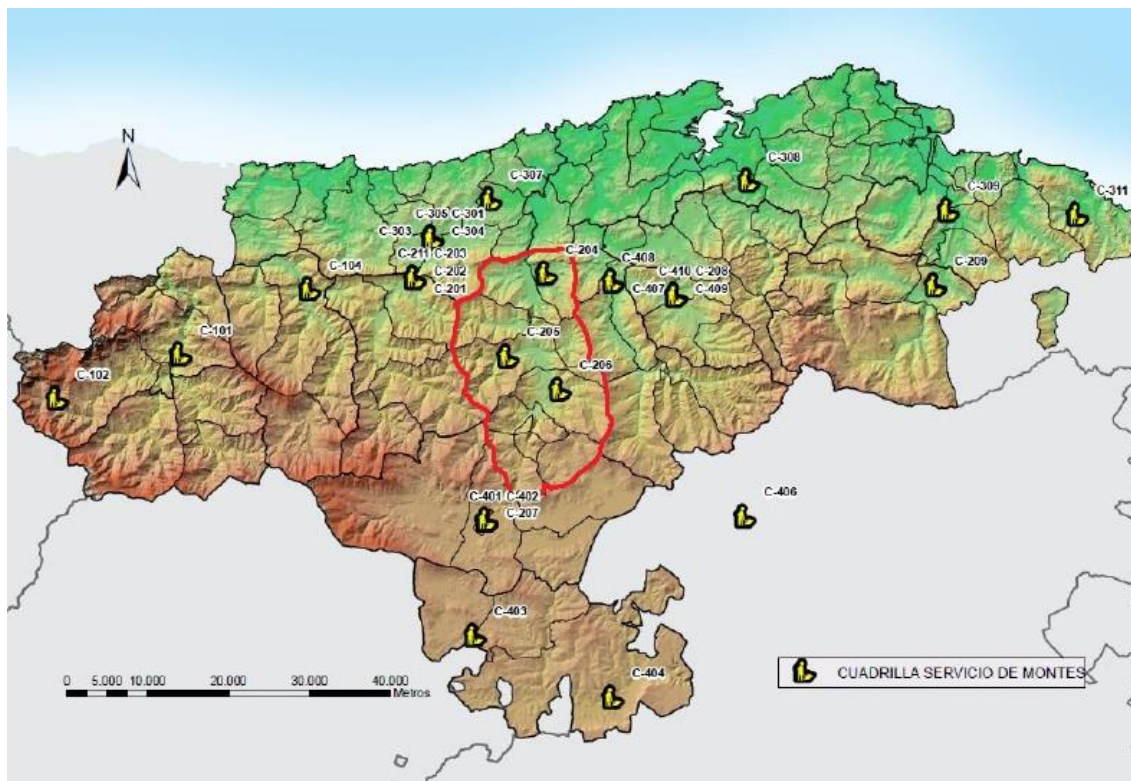 N
C-308
C-307
C-309
C-311
C-305 C-301
C-303 C-304
C-211 C-203
C-204
C-408
C-104
C-202
C-410 C-208
C-209
C-201
C-407 C-409
C-101
C-205
C-206
C-102
C-401 C-402
C-207
C-406
C-403
C-404
0 5.000 10.000 20.000 30.000 40.000
Metros
CUADRILLA SERVICIO DE MONTES